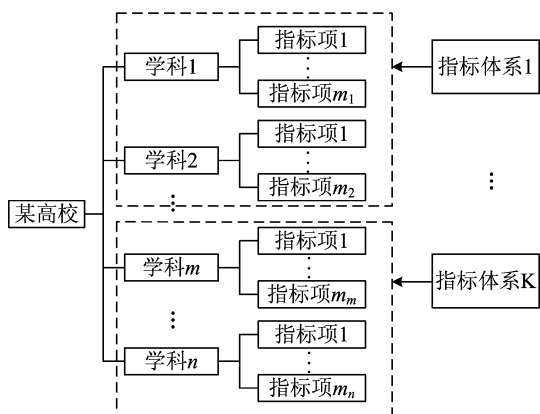 某高校
学科1
指标项1
⋮
指标项m₁
学科2
指标项1
⋮
指标项m₂
⋮
学科m
指标项1
⋮
指标项mₘ
⋮
学科n
指标项1
⋮
指标项mₙ
指标体系1
⋮
指标体系K